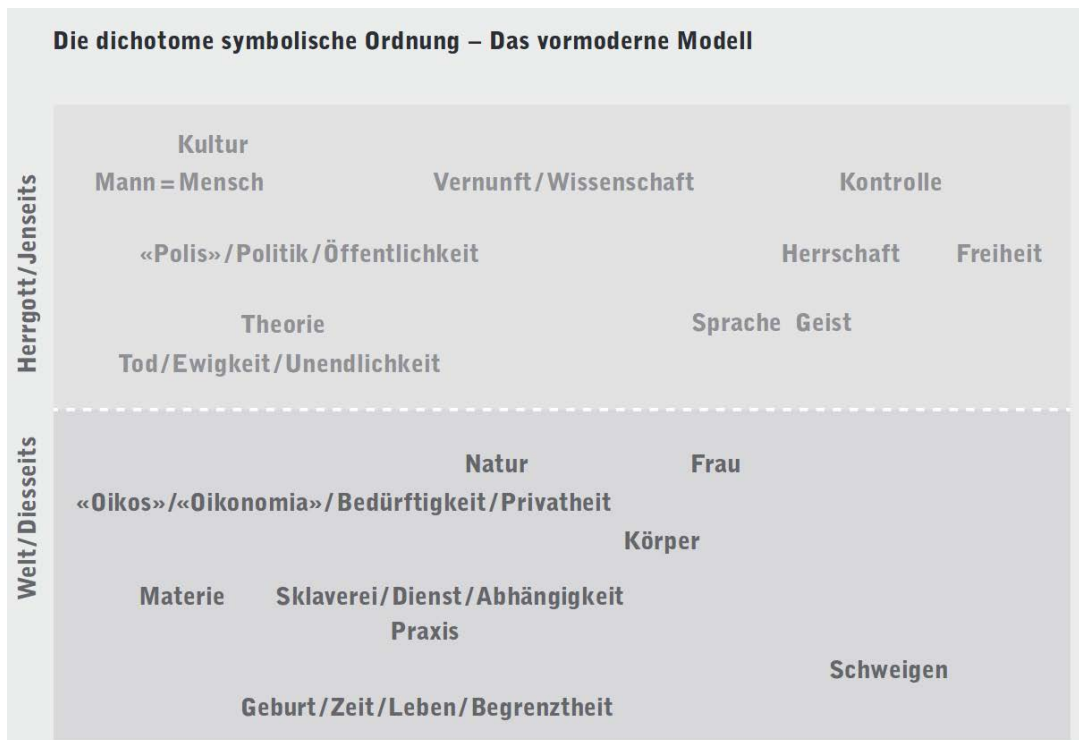 Die dichotome symbolische Ordnung – Das vormoderne Modell
Herrgott/Jenseits
Kultur
Mann=Mensch Vernunft/Wissenschaft Kontrolle
«Polis»/Politik/Öffentlichkeit Herrschaft Freiheit
Theorie Sprache Geist
Tod/Ewigkeit/Unendlichkeit
Welt/Diesseits
Natur Frau
«Oikos»/«Oikonomia»/Bedürftigkeit/Privatheit
Körper
Materie Sklaverei/Dienst/Abhängigkeit
Praxis
Schweigen
Geburt/Zeit/Leben/Begrenztheit